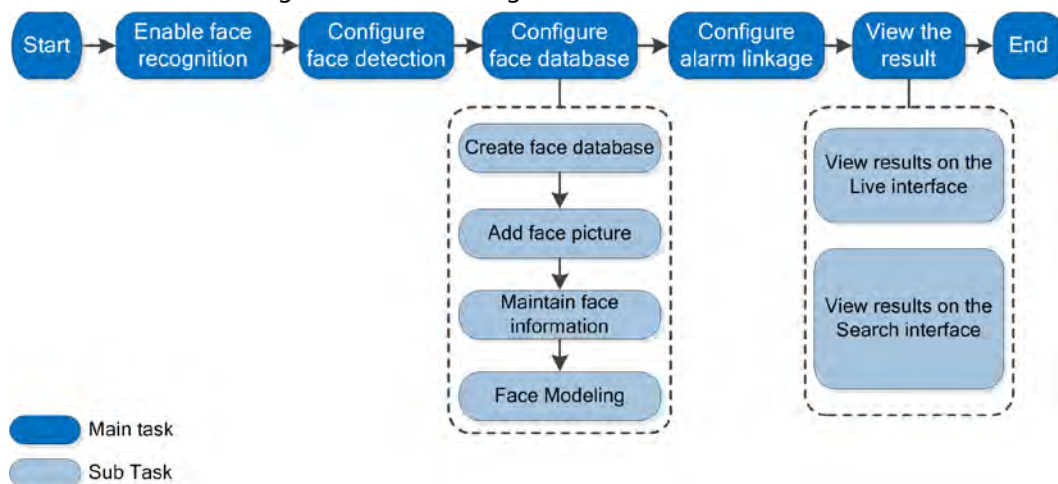 Start
Enable face
recognition
Configure
face detection
Configure
face database
Configure
alarm linkage
View the
result
End
Create face database
Add face picture
Maintain face
information
Face Modeling
View results on the
Live interface
View results on the
Search interface
Main task
Sub Task